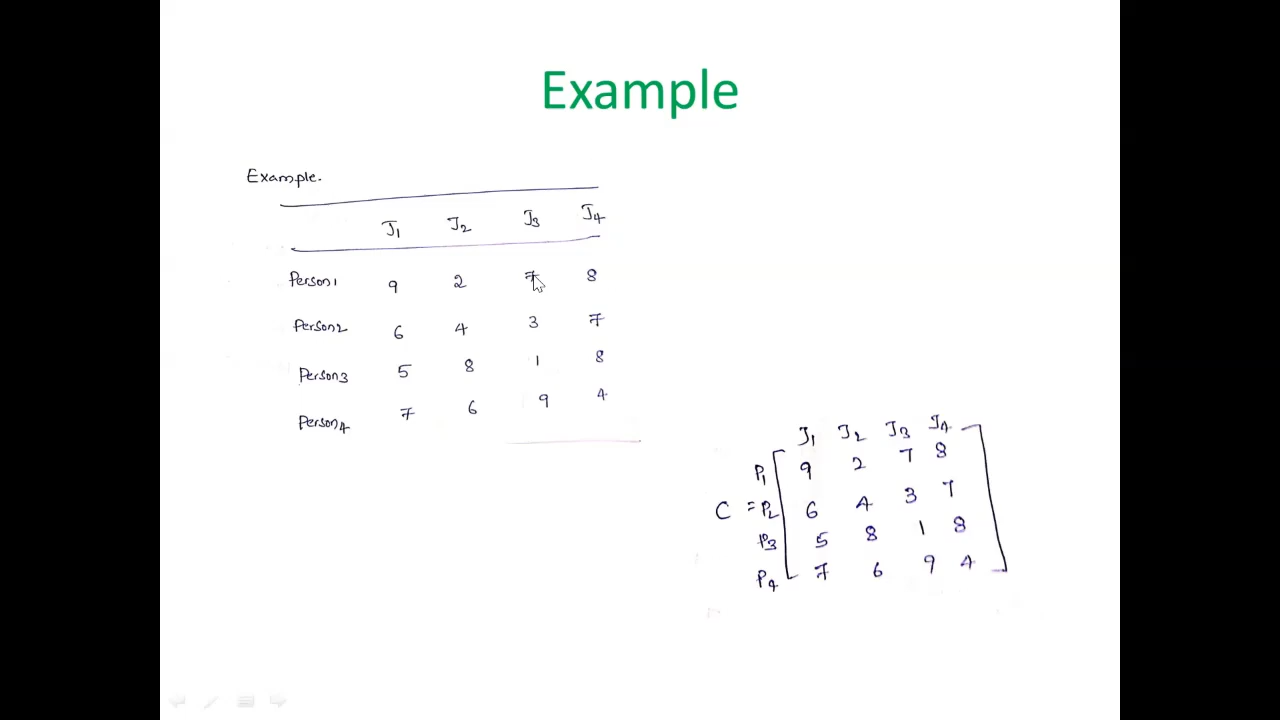 Example
Example.
J1 J2 J3 J4
Person1 9 2 7 8
Person2 6 4 3 7
Person3 5 8 1 8
Person4 7 6 9 4
J1 J2 J3 J4
P1 9 2 7 8
C = P2 6 4 3 7
P3 5 8 1 8
P4 7 6 9 4